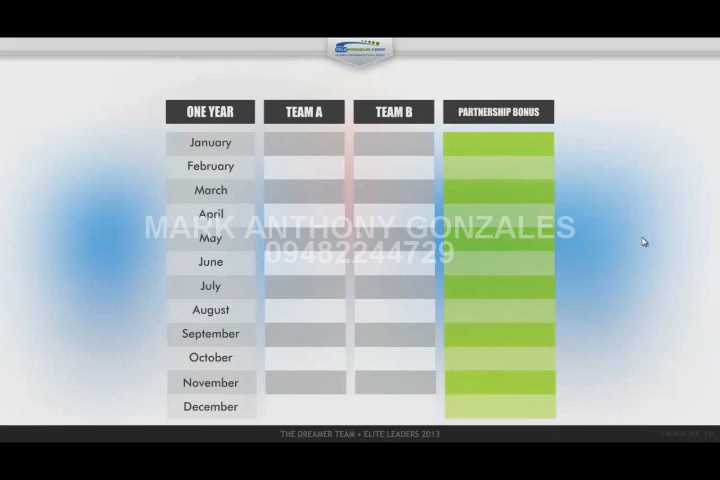 ONE YEAR TEAM A TEAM B PARTNERSHIP BONUS
January
February
March
April
MARK ANTHONY GONZALES
May
09482244729
June
July
August
September
October
November
December
THE DREAMER TEAM • ELITE LEADERS 2013